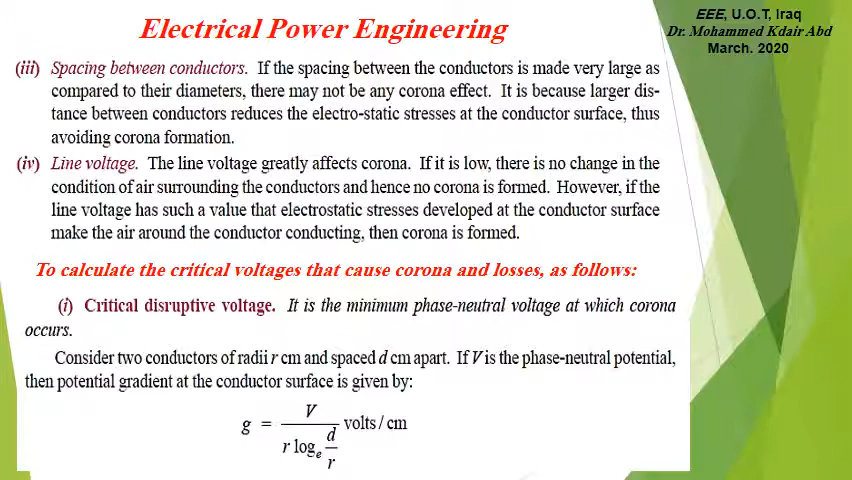 Electrical Power Engineering
EEE, U.O.T, Iraq
Dr. Mohammed Kdair Abd
March. 2020
(iii) Spacing between conductors. If the spacing between the conductors is made very large as
compared to their diameters, there may not be any corona effect. It is because larger dis-
tance between conductors reduces the electro-static stresses at the conductor surface, thus
avoiding corona formation.
(iv) Line voltage. The line voltage greatly affects corona. If it is low, there is no change in the
condition of air surrounding the conductors and hence no corona is formed. However, if the
line voltage has such a value that electrostatic stresses developed at the conductor surface
make the air around the conductor conducting, then corona is formed.
To calculate the critical voltages that cause corona and losses, as follows:
(i) Critical disruptive voltage. It is the minimum phase-neutral voltage at which corona
occurs.
Consider two conductors of radii r cm and spaced d cm apart. If V is the phase-neutral potential,
then potential gradient at the conductor surface is given by:
g = V / (r logₑ d/r) volts / cm